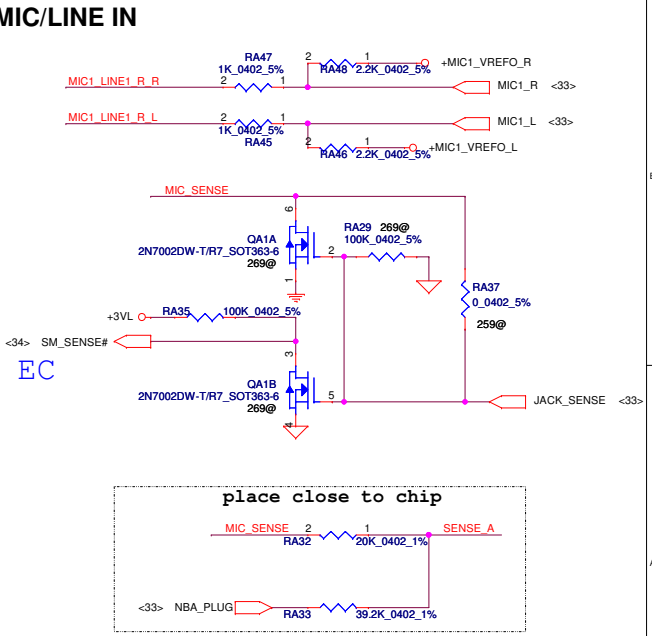 MIC/LINE IN
RA47
1K_0402_5%
MIC1_LINE1_R_R
2
1
2
1
RA48
2.2K_0402_5%
+MIC1_VREFO_R
MIC1_R <33>
MIC1_LINE1_R_L
2
1
1K_0402_5%
RA45
MIC1_L <33>
2
1
RA46
2.2K_0402_5%
+MIC1_VREFO_L
MIC_SENSE
6
QA1A
2N7002DW-T/R7_SOT363-6
269@
1
2
RA29 269@
100K_0402_5%
RA37
0_0402_5%
259@
+3VL
RA35
100K_0402_5%
<34> SM_SENSE#
EC
3
QA1B
2N7002DW-T/R7_SOT363-6
269@
4
5
JACK_SENSE <33>
place close to chip
MIC_SENSE
2
1
SENSE_A
RA32
20K_0402_1%
<33> NBA_PLUG
RA33
39.2K_0402_1%